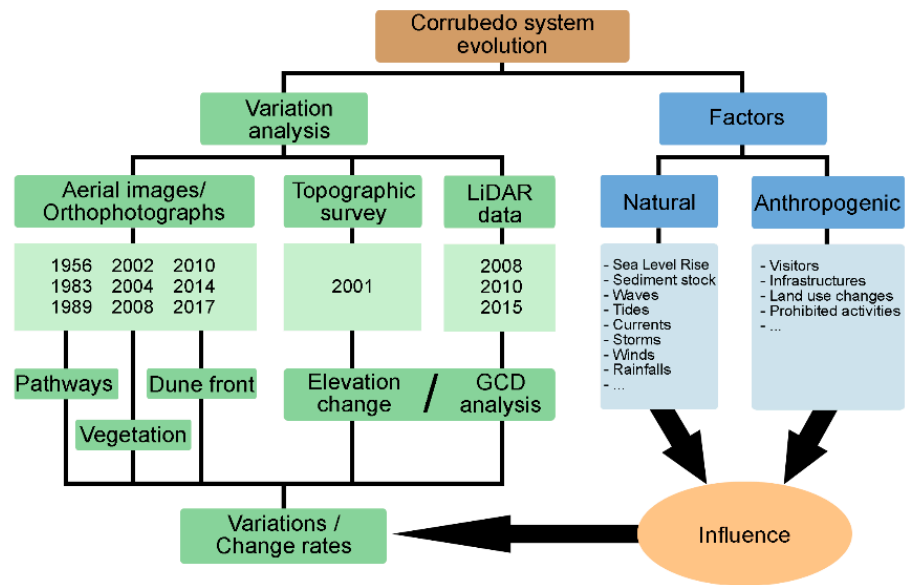 Corrubedo system
evolution
Variation
analysis
Factors
Aerial images/
Orthophotographs
Topographic
survey
LiDAR
data
Natural
Anthropogenic
1956 2002 2010
1983 2004 2014
1989 2008 2017
2001
2008
2010
2015
- Sea Level Rise
- Sediment stock
- Waves
- Tides
- Currents
- Storms
- Winds
- Rainfalls
- ...
- Visitors
- Infrastructures
- Land use changes
- Prohibited activities
- ...
Pathways
Vegetation
Dune front
Elevation
change
/
GCD
analysis
Variations /
Change rates
Influence